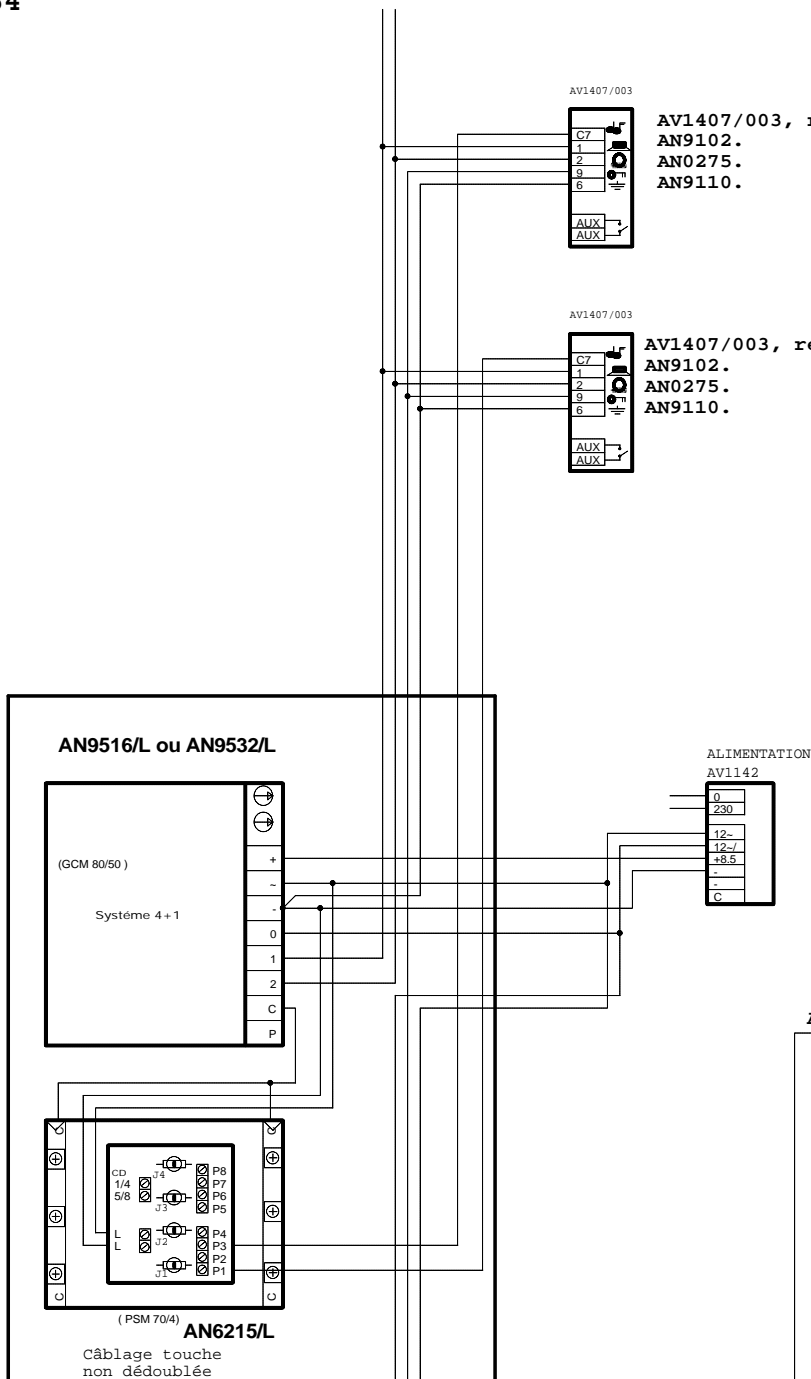 AV1407/003
AV1407/003,
C7
1
2
9
6
AUX
AUX
AN9102.
AN0275.
AN9110.
AV1407/003
AV1407/003,
C7
1
2
9
6
AUX
AUX
AN9102.
AN0275.
AN9110.
AN9516/L ou AN9532/L
(GCM 80/50 )
Systéme 4+1
+
~
-
0
1
2
C
P
ALIMENTATION
AV1142
0
230
12~
12~/
+8.5
-
-
C
C
C
CD
1/4
5/8
L
L
J4
J3
J2
J1
P8
P7
P6
P5
P4
P3
P2
P1
C
C
( PSM 70/4)
AN6215/L
Câblage touche
non dédoublée